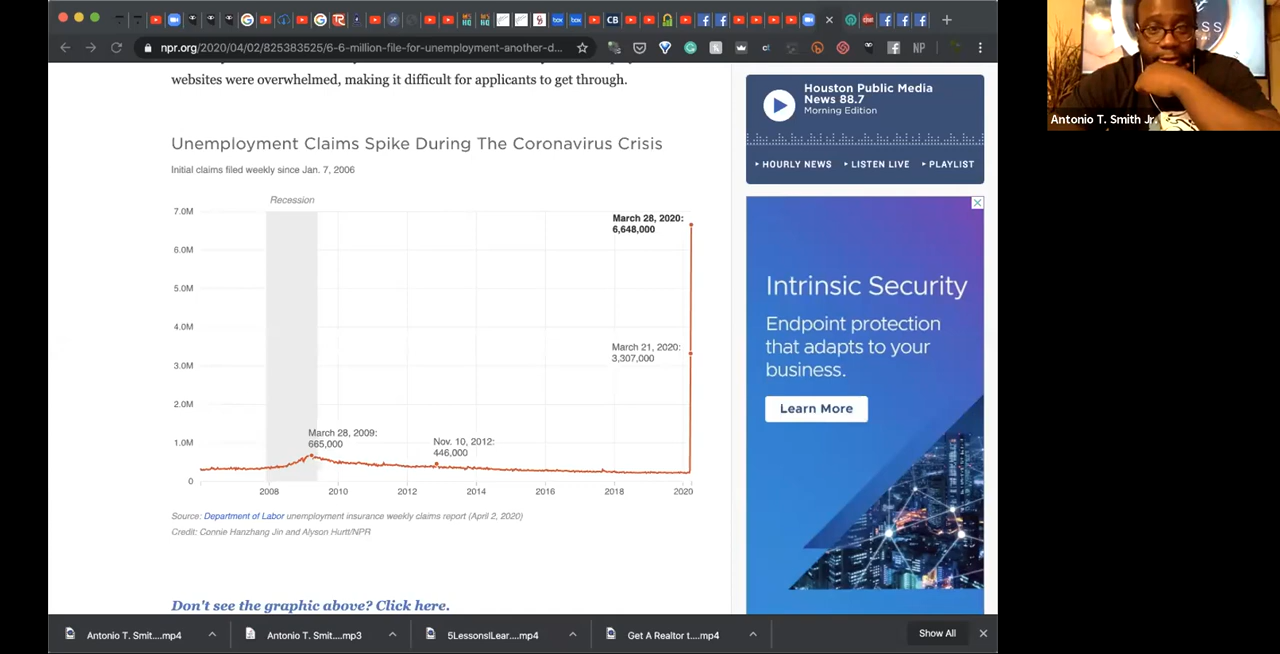 npr.org/2020/04/02/825383525/6-6-million-file-for-unemployment-another-d...
NP
websites were overwhelmed, making it difficult for applicants to get through.
Unemployment Claims Spike During The Coronavirus Crisis
Initial claims filed weekly since Jan. 7, 2006
Recession
7.0M
6.0M
5.0M
4.0M
3.0M
2.0M
1.0M
0
March 28, 2020:
6,648,000
March 21, 2020:
3,307,000
March 28, 2009:
665,000
Nov. 10, 2012:
446,000
2008 2010 2012 2014 2016 2018 2020
Source: Department of Labor unemployment insurance weekly claims report (April 2, 2020)
Credit: Connie Hanzhang Jin and Alyson Hurtt/NPR
Don't see the graphic above? Click here.
Houston Public Media
News 88.7
Morning Edition
HOURLY NEWS LISTEN LIVE PLAYLIST
Intrinsic Security
Endpoint protection
that adapts to your
business.
Learn More
Antonio T. Smit....mp4
Antonio T. Smit....mp3
5LessonsILear....mp4
Get A Realtor t....mp4
Show All
Antonio T. Smith Jr.